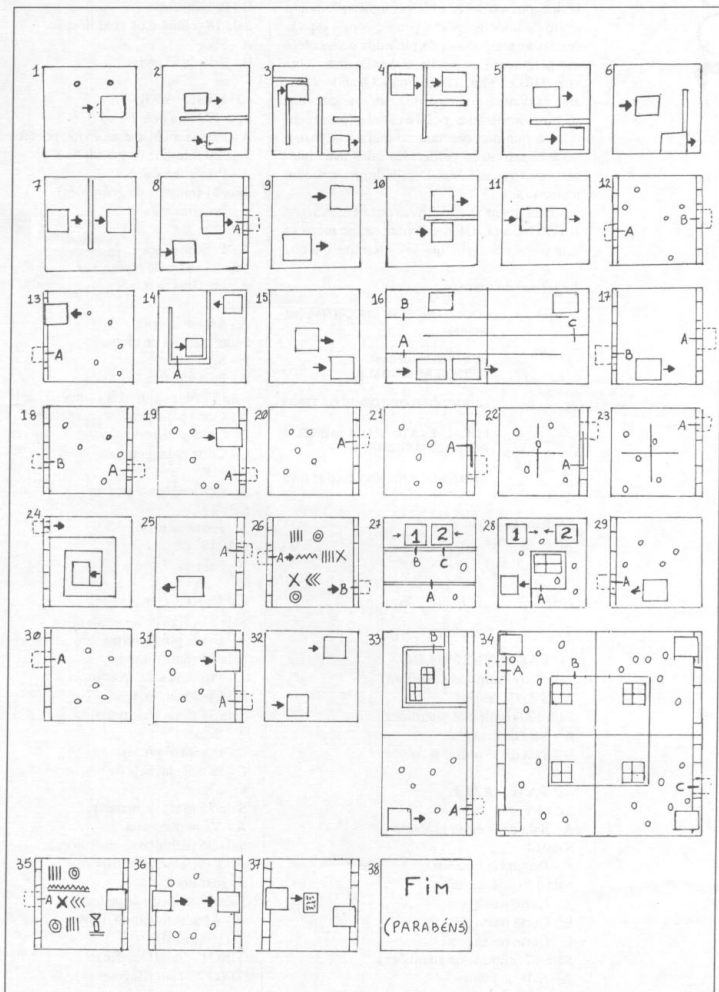 1 2 3 4 5 6
7 8 A 9 10 11 12 A B
13 A 14 A 15 16 B A C 17 B A
18 B A 19 A 20 A 21 A 22 A 23 A
24 25 A 26 A B 27 1 2 B C A 28 1 2 A 29 A
30 A 31 A 32 33 B A 34 A B C
35 A 36 37 38 Fim
(PARABÉNS)